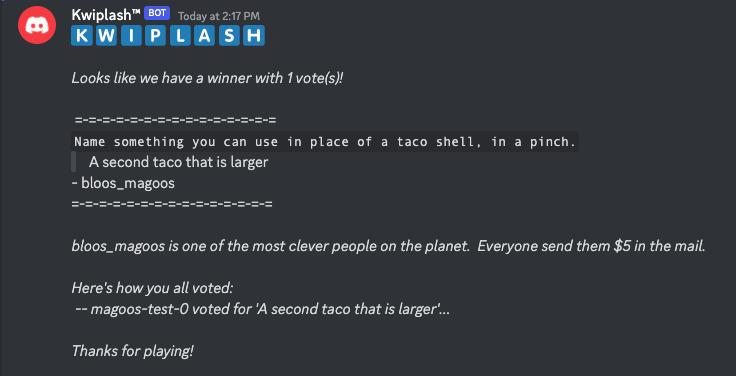 Kwiplash™ BOT Today at 2:17 PM
K W I P L A S H
Looks like we have a winner with 1 vote(s)!
=-=-=-=-=-=-=-=-=-=-=-=-=-=-=
Name something you can use in place of a taco shell, in a pinch.
A second taco that is larger
- bloos_magoos
=-=-=-=-=-=-=-=-=-=-=-=-=-=-=
bloos_magoos is one of the most clever people on the planet.  Everyone send them $5 in the mail.
Here's how you all voted:
-- magoos-test-0 voted for 'A second taco that is larger'...
Thanks for playing!